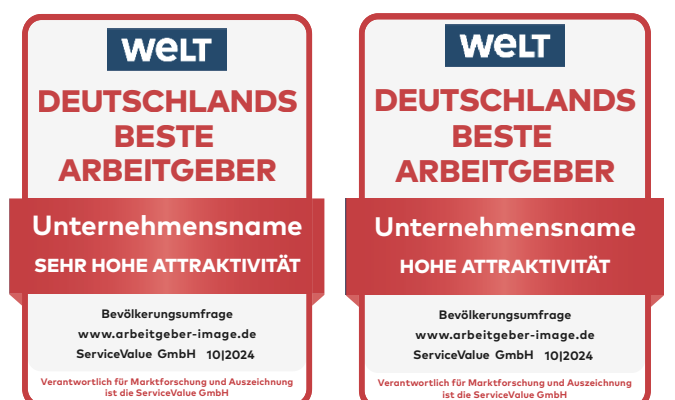 WELT
DEUTSCHLANDS
BESTE
ARBEITGEBER
Unternehmensname
SEHR HOHE ATTRAKTIVITÄT
Bevölkerungsumfrage
www.arbeitgeber-image.de
ServiceValue GmbH 10|2024
Verantwortlich für Marktforschung und Auszeichnung
ist die ServiceValue GmbH
WELT
DEUTSCHLANDS
BESTE
ARBEITGEBER
Unternehmensname
HOHE ATTRAKTIVITÄT
Bevölkerungsumfrage
www.arbeitgeber-image.de
ServiceValue GmbH 10|2024
Verantwortlich für Marktforschung und Auszeichnung
ist die ServiceValue GmbH